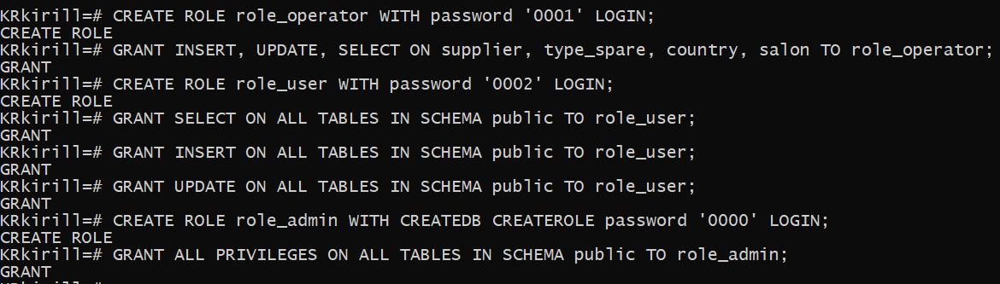 KRkirill=# CREATE ROLE role_operator WITH password '0001' LOGIN;
CREATE ROLE
KRkirill=# GRANT INSERT, UPDATE, SELECT ON supplier, type_spare, country, salon TO role_operator;
GRANT
KRkirill=# CREATE ROLE role_user WITH password '0002' LOGIN;
CREATE ROLE
KRkirill=# GRANT SELECT ON ALL TABLES IN SCHEMA public TO role_user;
GRANT
KRkirill=# GRANT INSERT ON ALL TABLES IN SCHEMA public TO role_user;
GRANT
KRkirill=# GRANT UPDATE ON ALL TABLES IN SCHEMA public TO role_user;
GRANT
KRkirill=# CREATE ROLE role_admin WITH CREATEDB CREATEROLE password '0000' LOGIN;
CREATE ROLE
KRkirill=# GRANT ALL PRIVILEGES ON ALL TABLES IN SCHEMA public TO role_admin;
GRANT